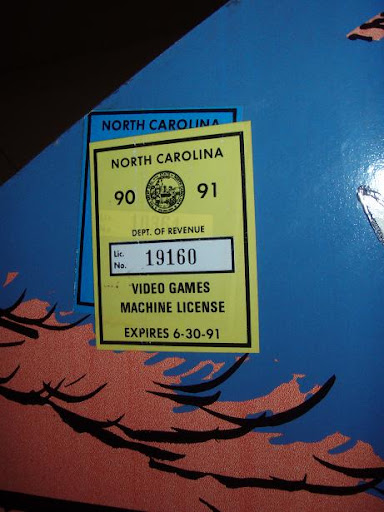 NORTH CAROLINA
NORTH CAROLINA
90 91
DEPT. OF REVENUE
Lic. No. 19160
VIDEO GAMES
MACHINE LICENSE
EXPIRES 6-30-91